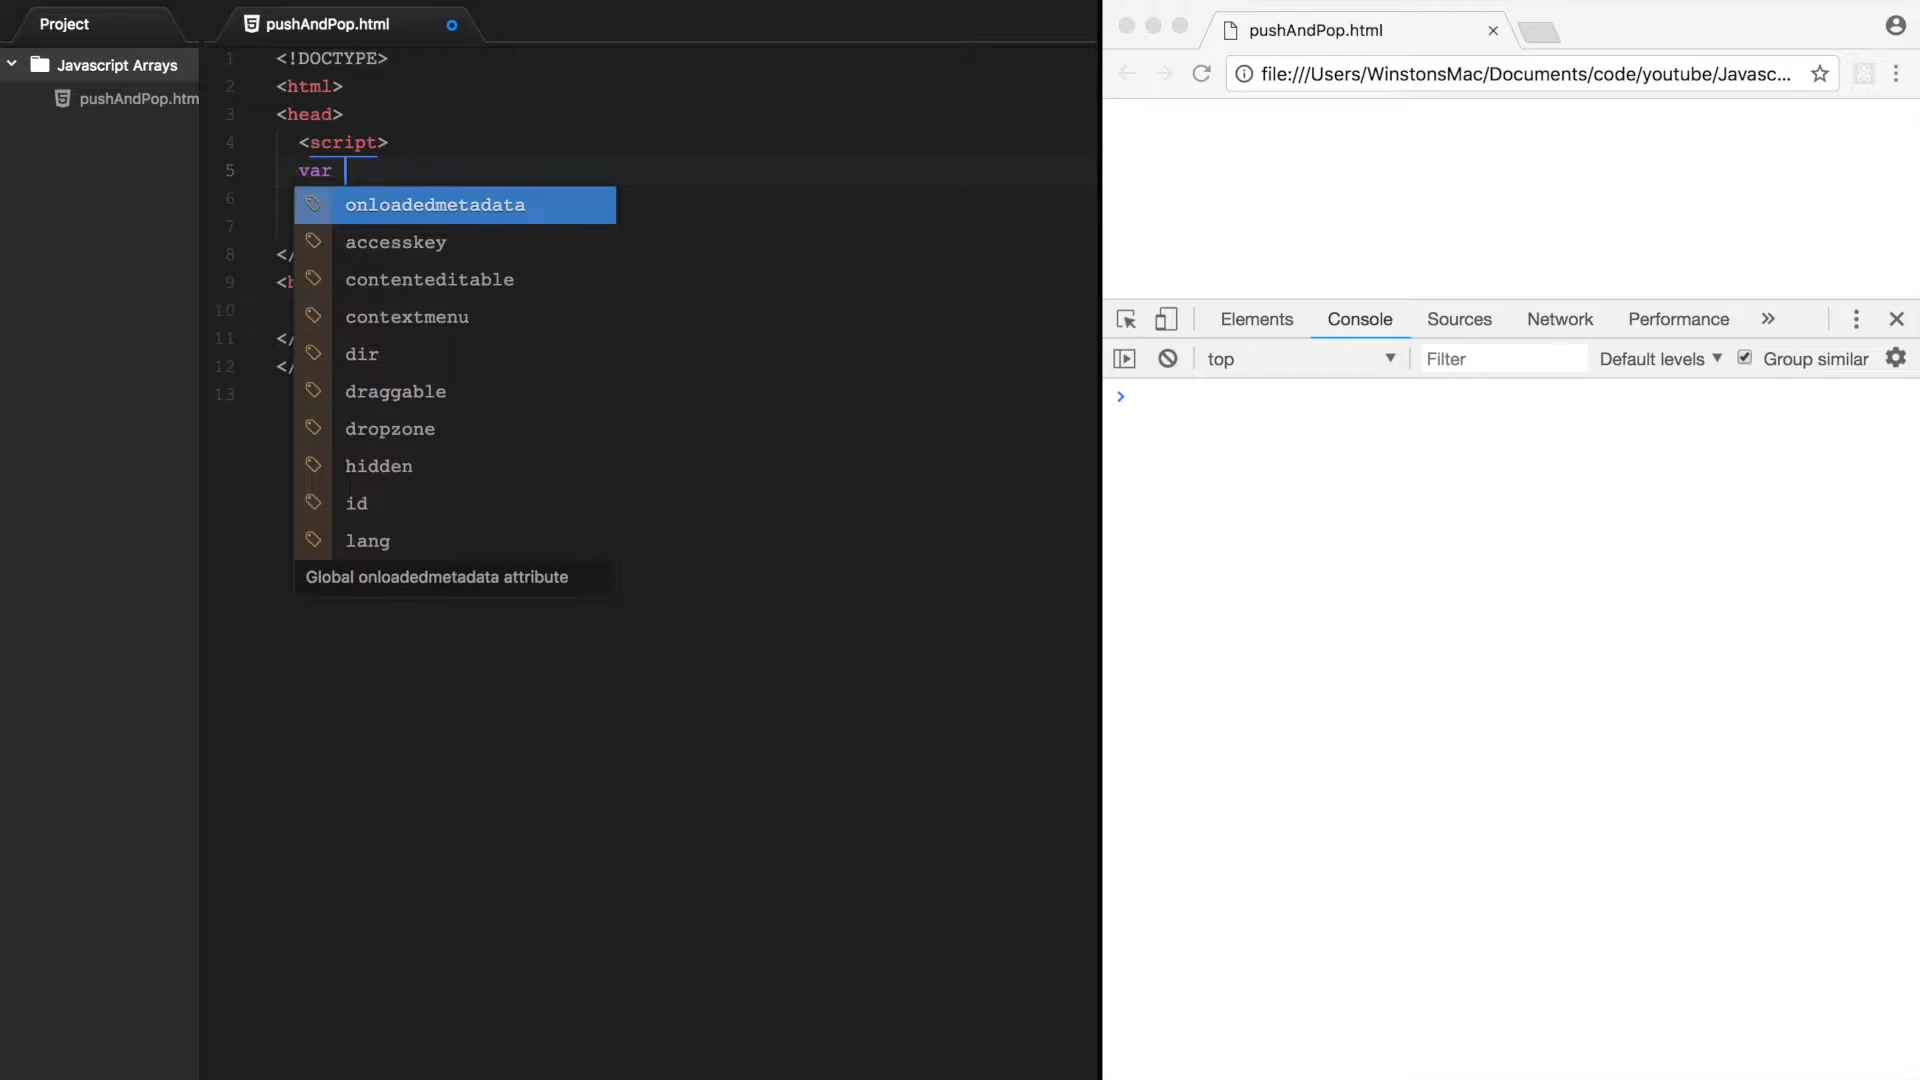 Project
Javascript Arrays
pushAndPop.htm
pushAndPop.html
1 <!DOCTYPE>
2 <html>
3 <head>
4 <script>
5 var
6
7
8 </
9 <b
10
11 </
12 </
13
onloadedmetadata
accesskey
contenteditable
contextmenu
dir
draggable
dropzone
hidden
id
lang
Global onloadedmetadata attribute
pushAndPop.html
file:///Users/WinstonsMac/Documents/code/youtube/Javasc...
Elements Console Sources Network Performance
top Filter Default levels Group similar